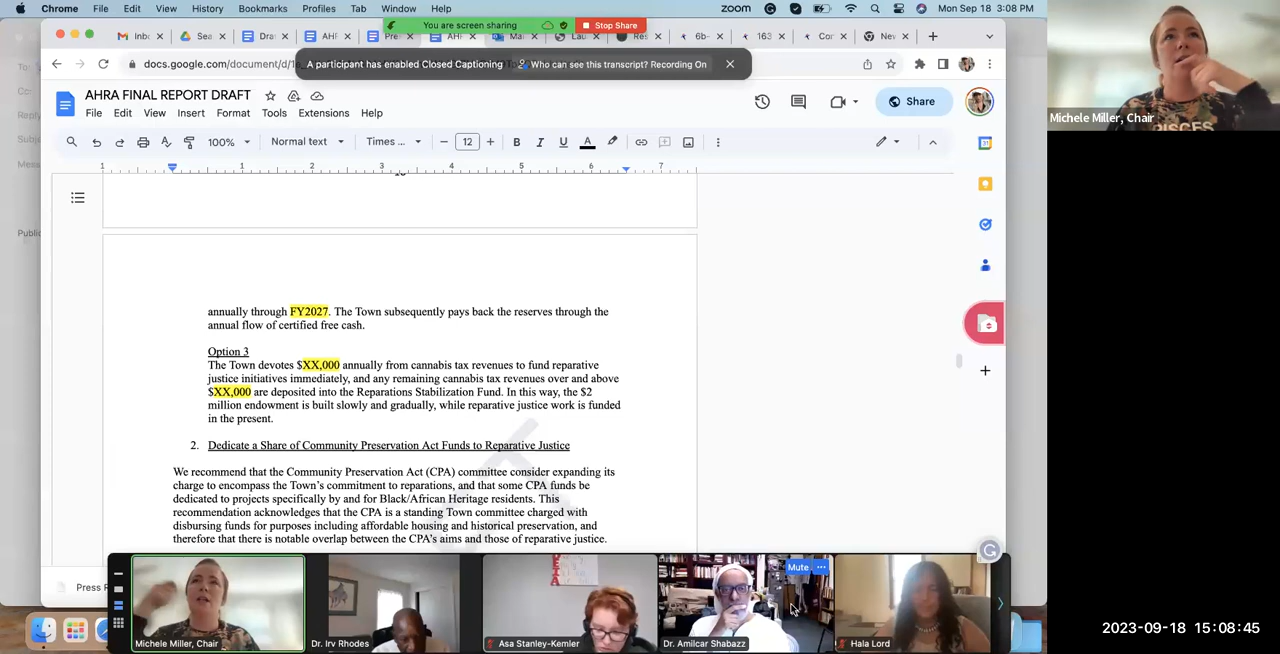 Chrome File Edit View History Bookmarks Profiles Tab Window Help zoom Mon Sep 18 3:08 PM
You are screen sharing Stop Share
A participant has enabled Closed Captioning Who can see this transcript? Recording On
docs.google.com/document/d/1
AHRA FINAL REPORT DRAFT
File Edit View Insert Format Tools Extensions Help
Share
100% Normal text Times ... 12 B I U A
1 1 2 3 4 5 6 7
annually through FY2027. The Town subsequently pays back the reserves through the
annual flow of certified free cash.
Option 3
The Town devotes $XX,000 annually from cannabis tax revenues to fund reparative
justice initiatives immediately, and any remaining cannabis tax revenues over and above
$XX,000 are deposited into the Reparations Stabilization Fund. In this way, the $2
million endowment is built slowly and gradually, while reparative justice work is funded
in the present.
2. Dedicate a Share of Community Preservation Act Funds to Reparative Justice
We recommend that the Community Preservation Act (CPA) committee consider expanding its
charge to encompass the Town's commitment to reparations, and that some CPA funds be
dedicated to projects specifically by and for Black/African Heritage residents. This
recommendation acknowledges that the CPA is a standing Town committee charged with
disbursing funds for purposes including affordable housing and historical preservation, and
therefore that there is notable overlap between the CPA's aims and those of reparative justice.
Press R
Mute
Michele Miller, Chair
Dr. Irv Rhodes
Asa Stanley-Kemler
Dr. Amilcar Shabazz
Hala Lord
Michele Miller, Chair
PISCES
2023-09-18 15:08:45